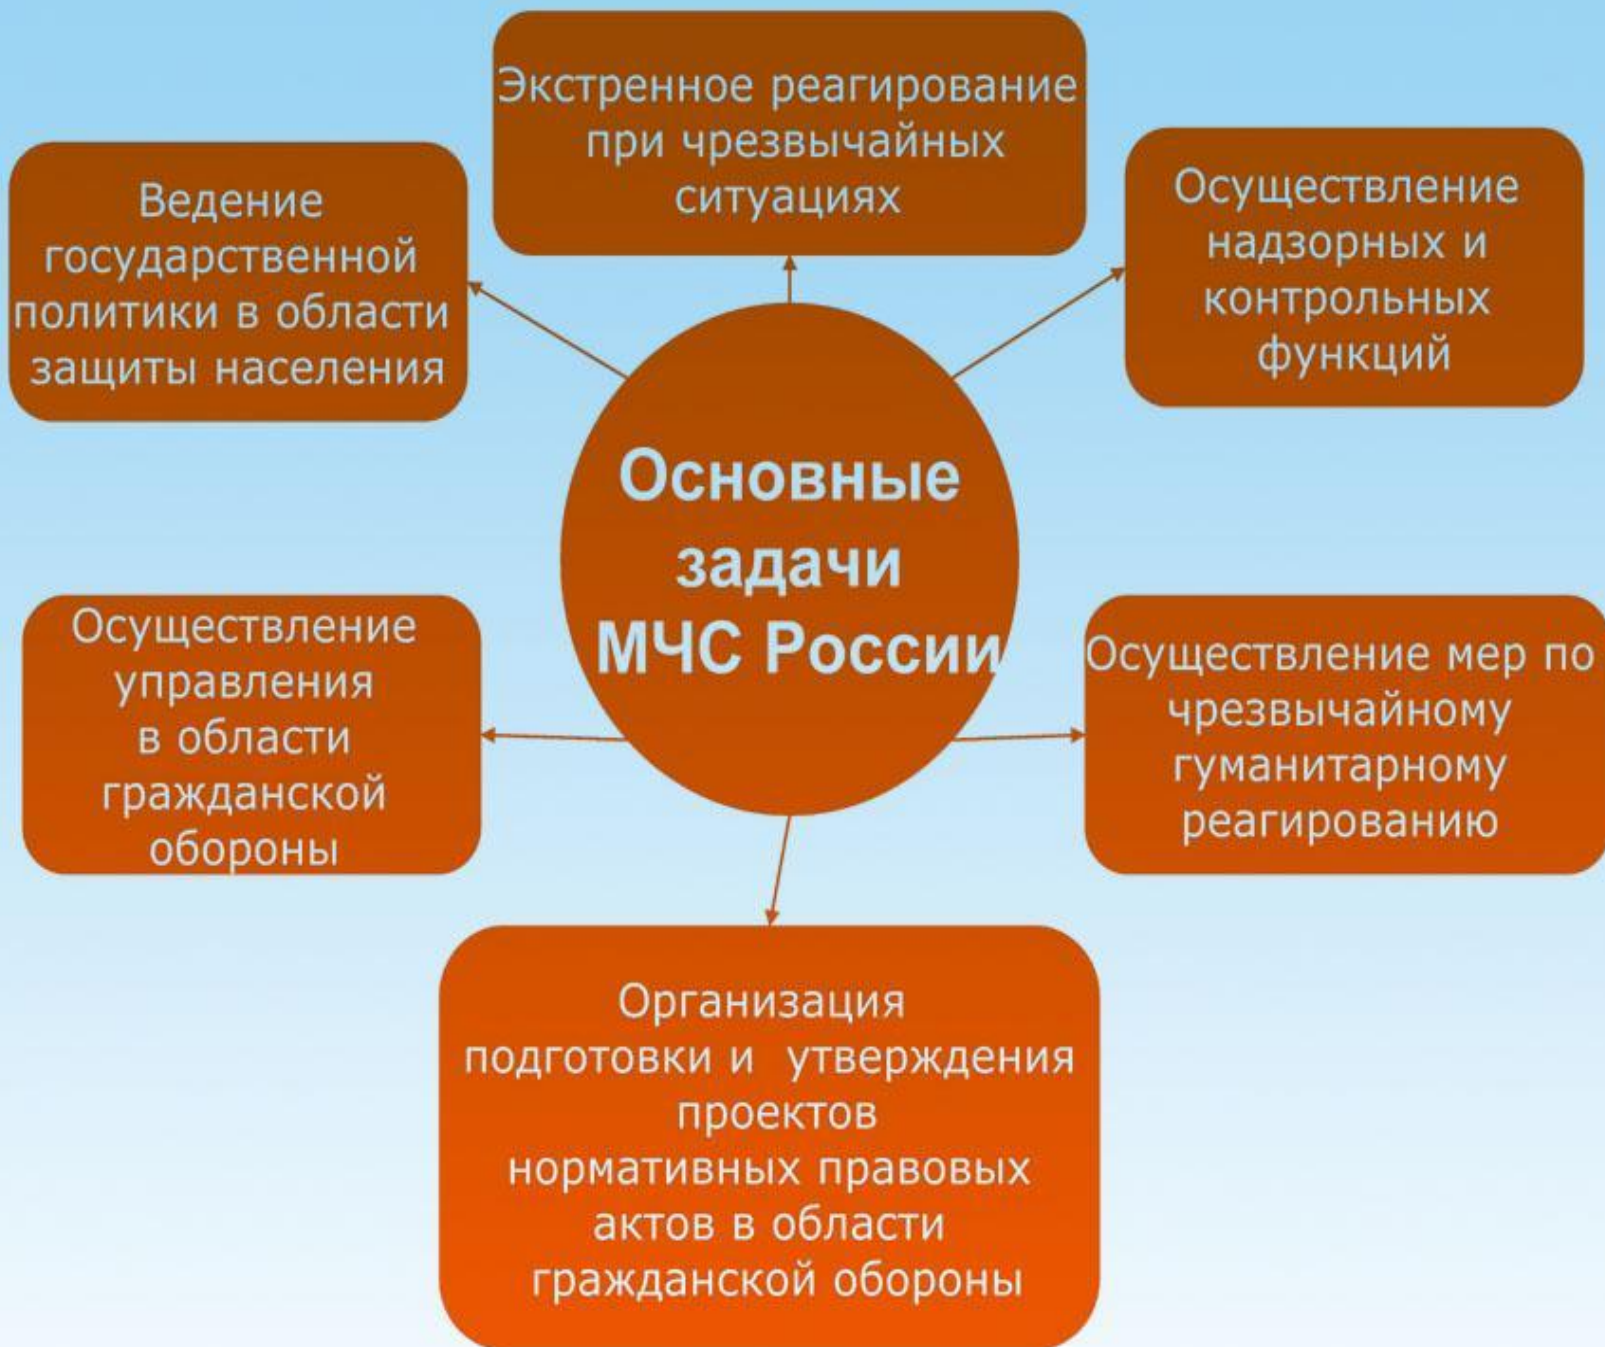 Экстренное реагирование
при чрезвычайных
ситуациях
Ведение
государственной
политики в области
защиты населения
Осуществление
надзорных и
контрольных
функций
Основные
задачи
МЧС России
Осуществление
управления
в области
гражданской
обороны
Осуществление мер по
чрезвычайному
гуманитарному
реагированию
Организация
подготовки и утверждения
проектов
нормативных правовых
актов в области
гражданской обороны